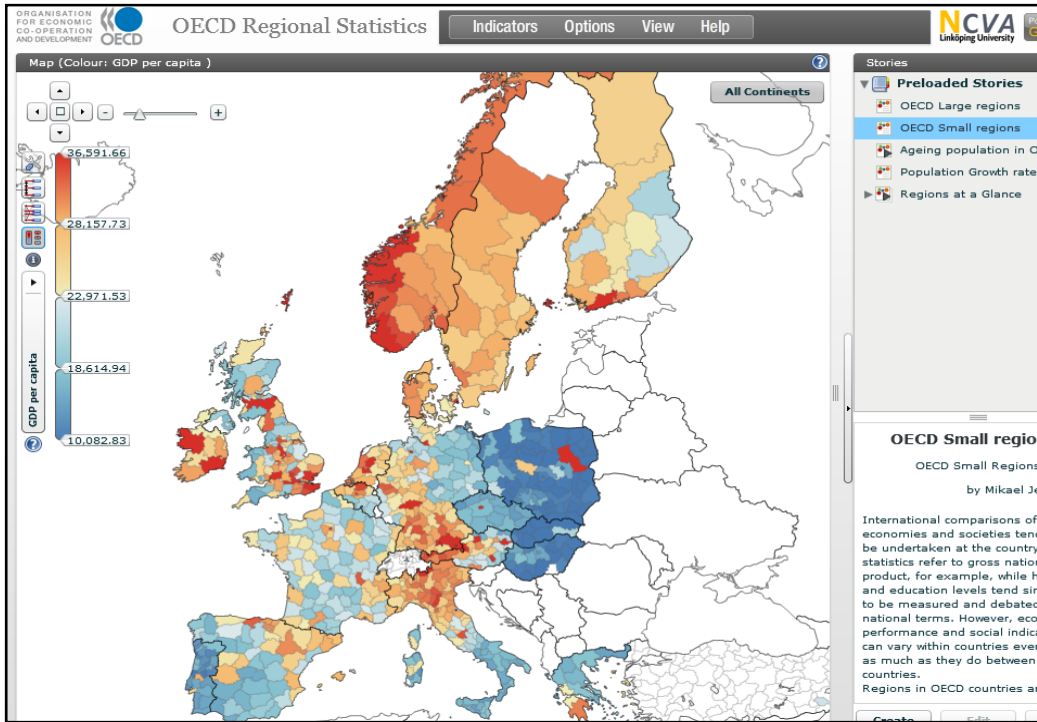 ORGANISATION
FOR ECONOMIC
CO-OPERATION
AND DEVELOPMENT
OECD
OECD Regional Statistics
Indicators Options View Help
NCVA
Linköping University
Map (Colour: GDP per capita )
?
All Continents
36,591.66
28,157.73
22,971.53
18,614.94
10,082.83
GDP per capita
?
Stories
Preloaded Stories
OECD Large regions
OECD Small regions
Ageing population in O
Population Growth rate
Regions at a Glance
OECD Small regio
OECD Small Regions
by Mikael Je
International comparisons of
economies and societies tend
be undertaken at the country
statistics refer to gross nation
product, for example, while h
and education levels tend sim
to be measured and debated
national terms. However, eco
performance and social indica
can vary within countries even
as much as they do between
countries.
Regions in OECD countries ar
Create Edit